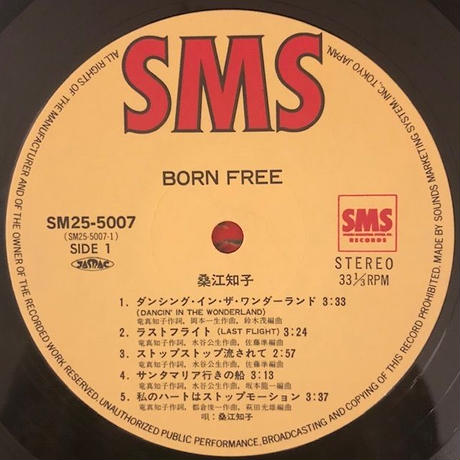 SMS
BORN FREE
SM25-5007
(SM25-5007-1)
SIDE 1
JASRAC
SMS
RECORDS
STEREO
33 1/3 RPM
桑江知子
1. ダンシング・イン・ザ・ワンダーランド 3:33
(DANCIN' IN THE WONDERLAND)
竜真知子作詞, 岡本一生作曲, 鈴木茂編曲
2. ラストフライト (LAST FLIGHT) 3:24
竜真知子作詞, 水谷公生作曲, 佐藤準編曲
3. ストップストップ流されて 2:57
竜真知子作詞, 水谷公生作曲, 佐藤準編曲
4. サンタマリア行きの船 3:13
竜真知子作詞, 水谷公生作曲, 坂本龍一編曲
5. 私のハートはストップモーション 3:37
竜真知子作詞, 都倉俊一作曲, 萩田光雄編曲
唄：桑江知子
ALL RIGHTS OF THE MANUFACTURER AND OF THE OWNER OF THE RECORDED WORK RESERVED. UNAUTHORIZED PUBLIC PERFORMANCE, BROADCASTING AND COPYING OF THIS RECORD PROHIBITED. MADE BY SOUNDS MARKETING SYSTEM, INC, TOKYO JAPAN.